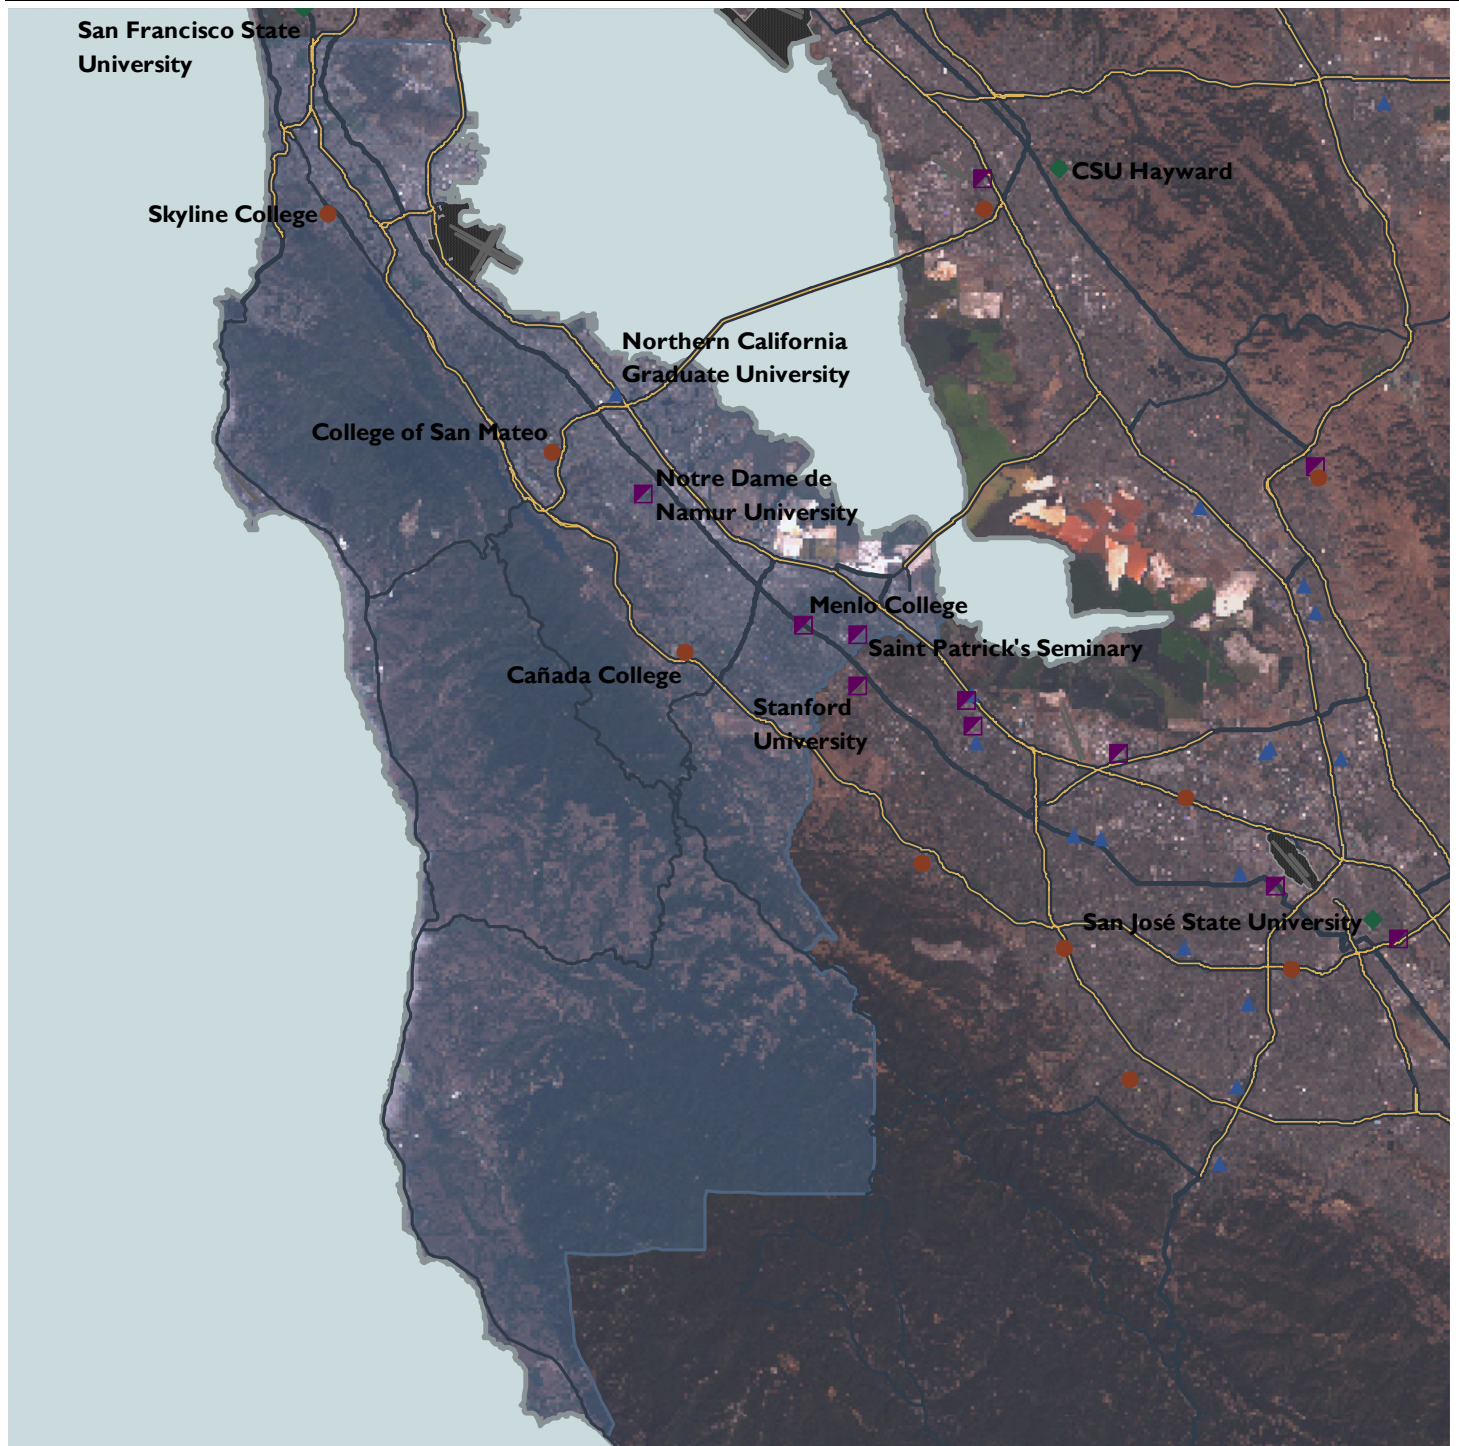 San Francisco State
University
CSU Hayward
Skyline College
Northern California
Graduate University
College of San Mateo
Notre Dame de
Namur University
Menlo College
Saint Patrick's Seminary
Cañada College
Stanford
University
San José State University